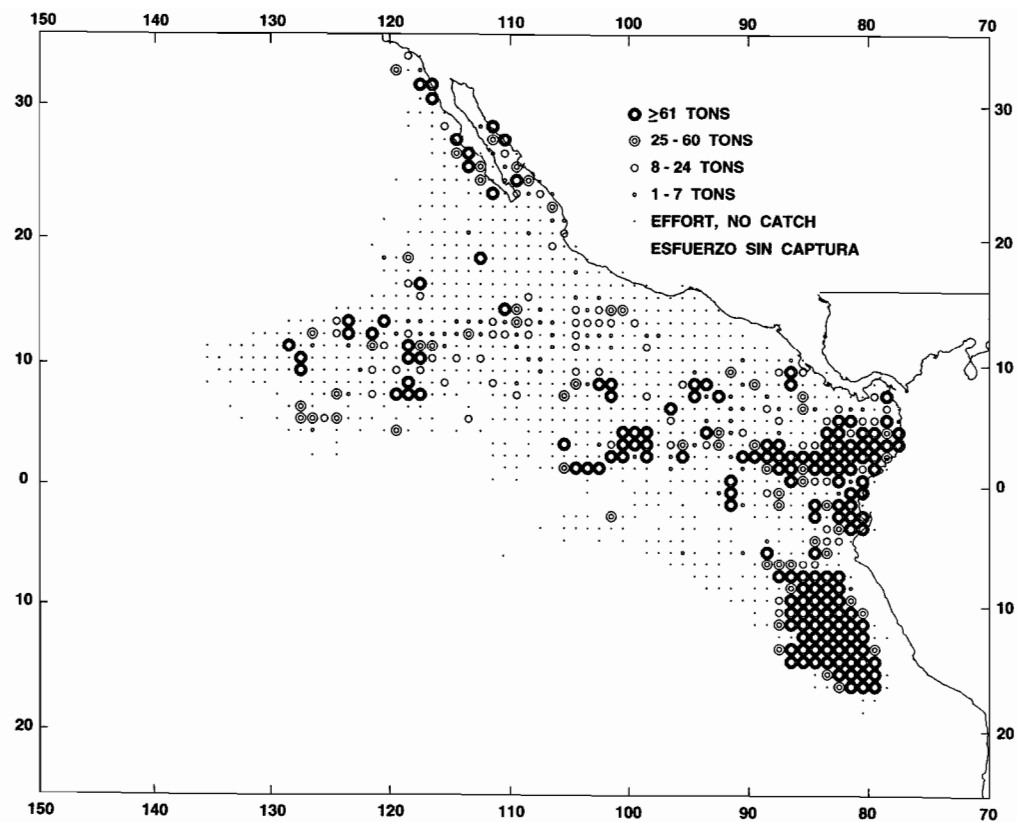 150 140 130 120 110 100 90 80 70
30 30
≥61 TONS
25 - 60 TONS
8 - 24 TONS
1 - 7 TONS
EFFORT, NO CATCH
20 ESFUERZO SIN CAPTURA 20
10 10
0 0
10 10
20 20
150 140 130 120 110 100 90 80 70